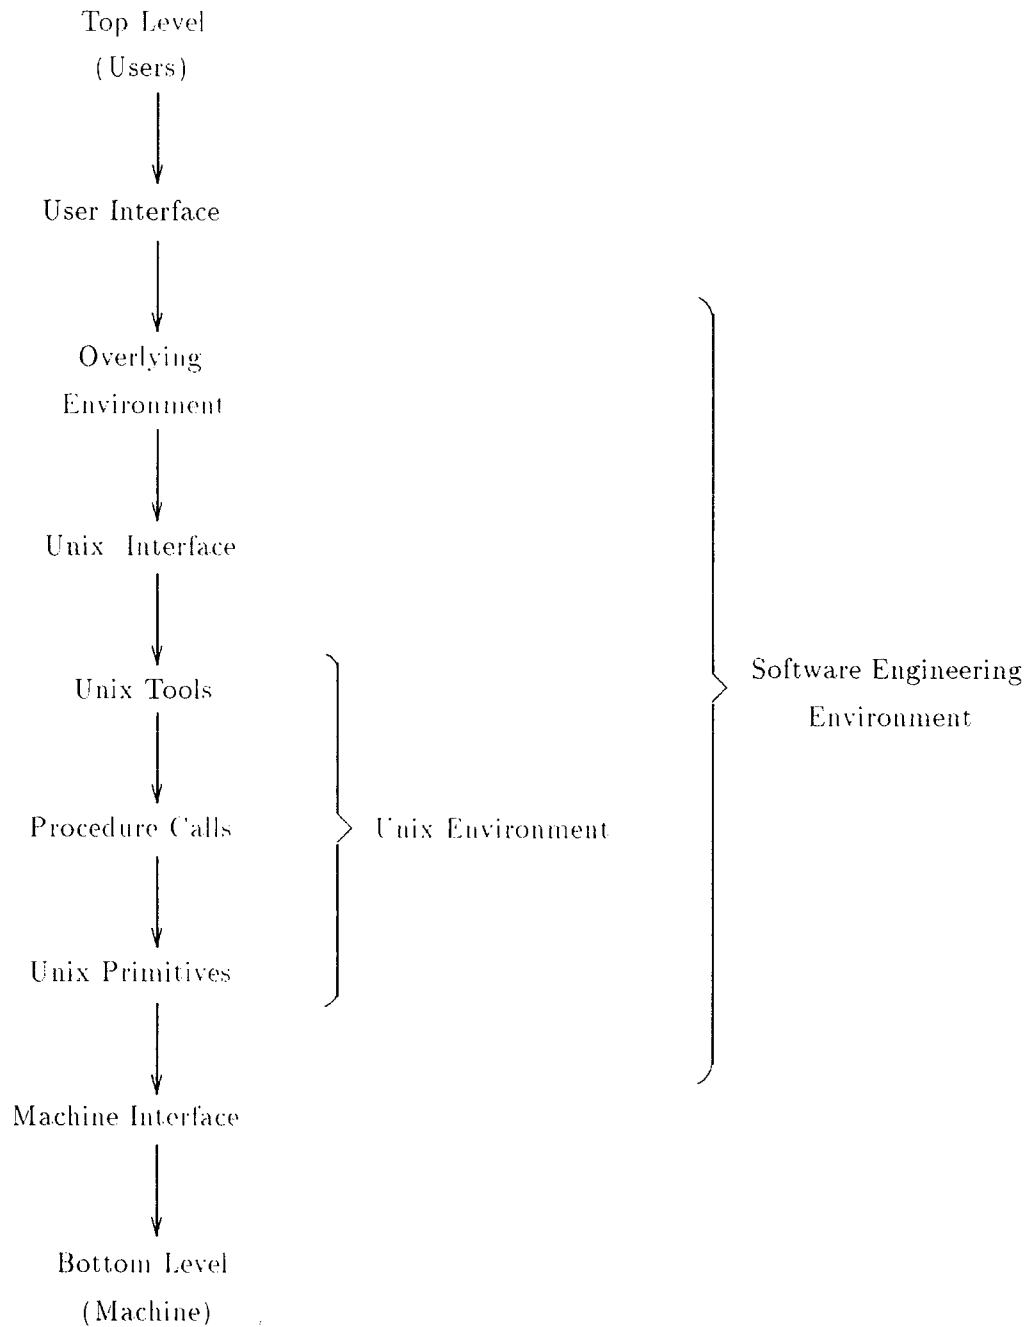 Top Level
(Users)
User Interface
Overlying
Environment
Unix Interface
Unix Tools
Procedure Calls
Unix Primitives
Machine Interface
Bottom Level
(Machine)
Unix Environment
Software Engineering
Environment